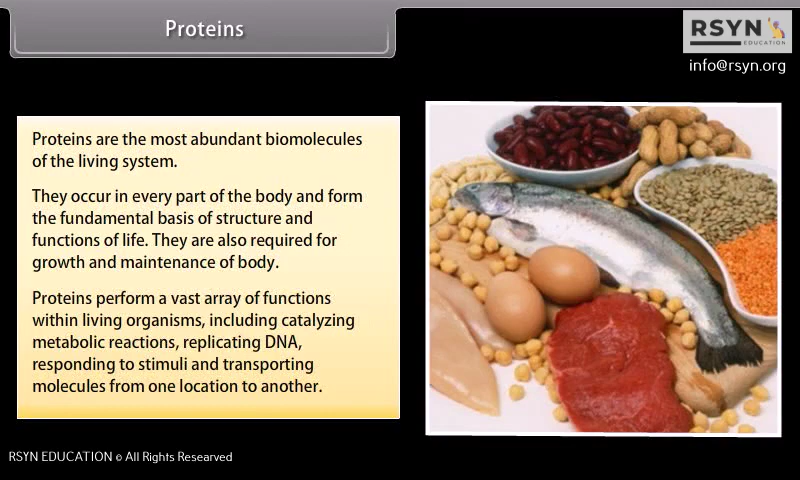 Proteins
RSYN
EDUCATION
info@rsyn.org
Proteins are the most abundant biomolecules
of the living system.
They occur in every part of the body and form
the fundamental basis of structure and
functions of life. They are also required for
growth and maintenance of body.
Proteins perform a vast array of functions
within living organisms, including catalyzing
metabolic reactions, replicating DNA,
responding to stimuli and transporting
molecules from one location to another.
RSYN EDUCATION © All Rights Researved